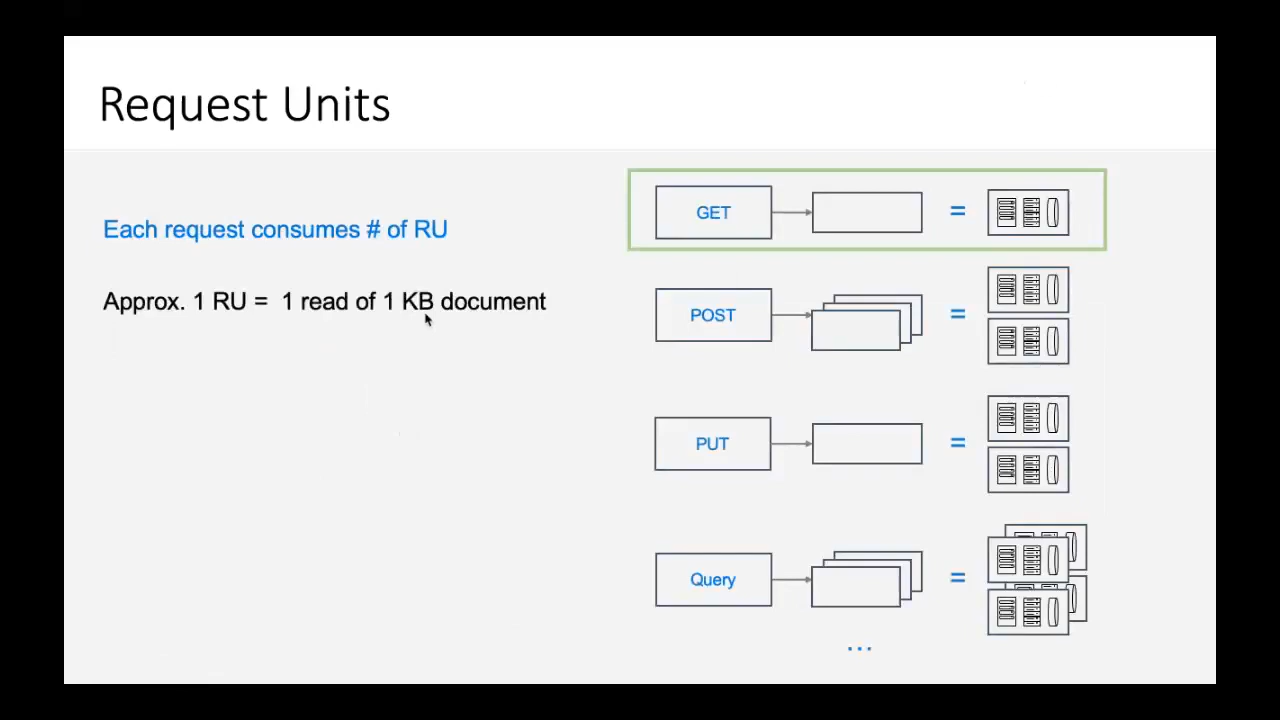 Request Units
Each request consumes # of RU
Approx. 1 RU = 1 read of 1 KB document
GET
=
POST
=
PUT
=
Query
=
...